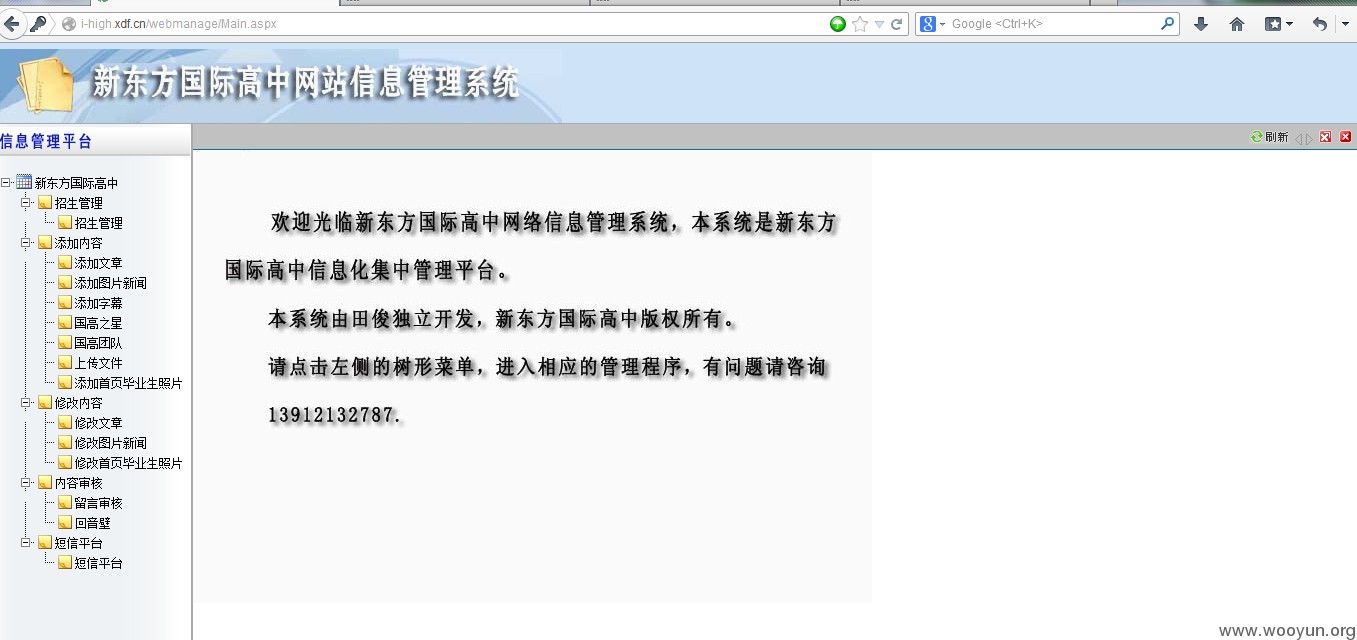 i-high.xdf.cn/webmanage/Main.aspx
Google <Ctrl+K>
新东方国际高中网站信息管理系统
信息管理平台
刷新
新东方国际高中
招生管理
招生管理
添加内容
添加文章
添加图片新闻
添加字幕
国高之星
国高团队
上传文件
添加首页毕业生照片
修改内容
修改文章
修改图片新闻
修改首页毕业生照片
内容审核
留言审核
回音壁
短信平台
短信平台
欢迎光临新东方国际高中网络信息管理系统，本系统是新东方
国际高中信息化集中管理平台。
本系统由田俊独立开发，新东方国际高中版权所有。
请点击左侧的树形菜单，进入相应的管理程序，有问题请咨询
13912132787.
www.wooyun.org